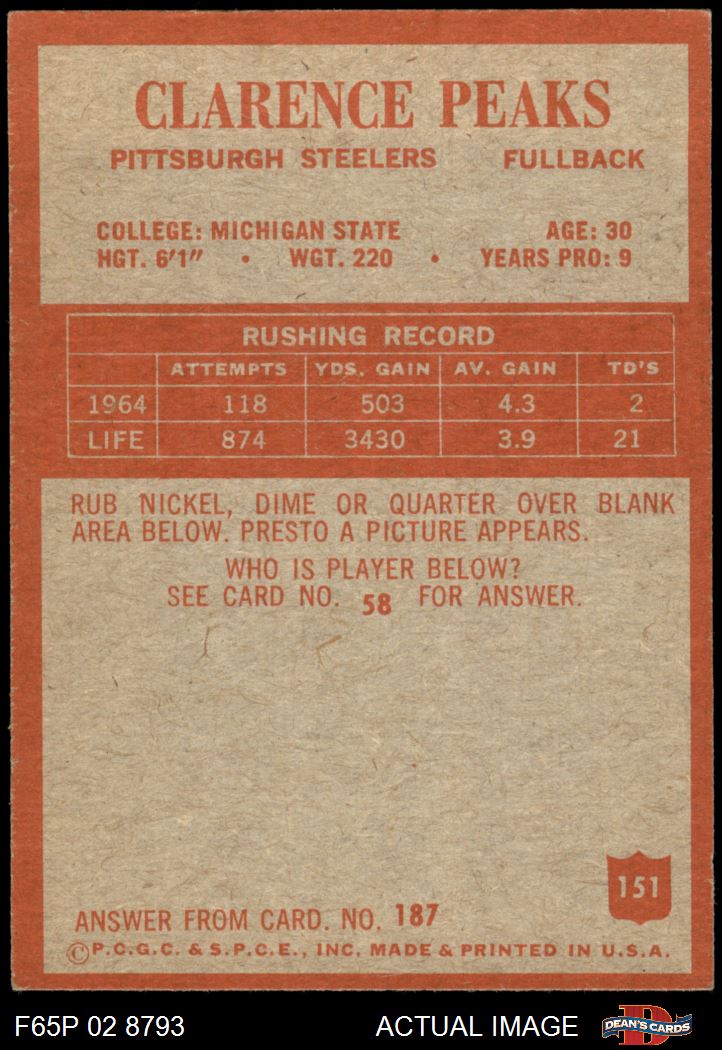 CLARENCE PEAKS
PITTSBURGH STEELERS FULLBACK
COLLEGE: MICHIGAN STATE AGE: 30
HGT. 6'1" • WGT. 220 • YEARS PRO: 9
RUSHING RECORD
ATTEMPTS YDS. GAIN AV. GAIN TD'S
1964 118 503 4.3 2
LIFE 874 3430 3.9 21
RUB NICKEL, DIME OR QUARTER OVER BLANK
AREA BELOW. PRESTO A PICTURE APPEARS.
WHO IS PLAYER BELOW?
SEE CARD NO. 58 FOR ANSWER.
151
ANSWER FROM CARD. NO. 187
©P.C.G.C. & S.P.C.E., INC. MADE & PRINTED IN U.S.A.
F65P 02 8793 ACTUAL IMAGE D DEAN'S CARDS